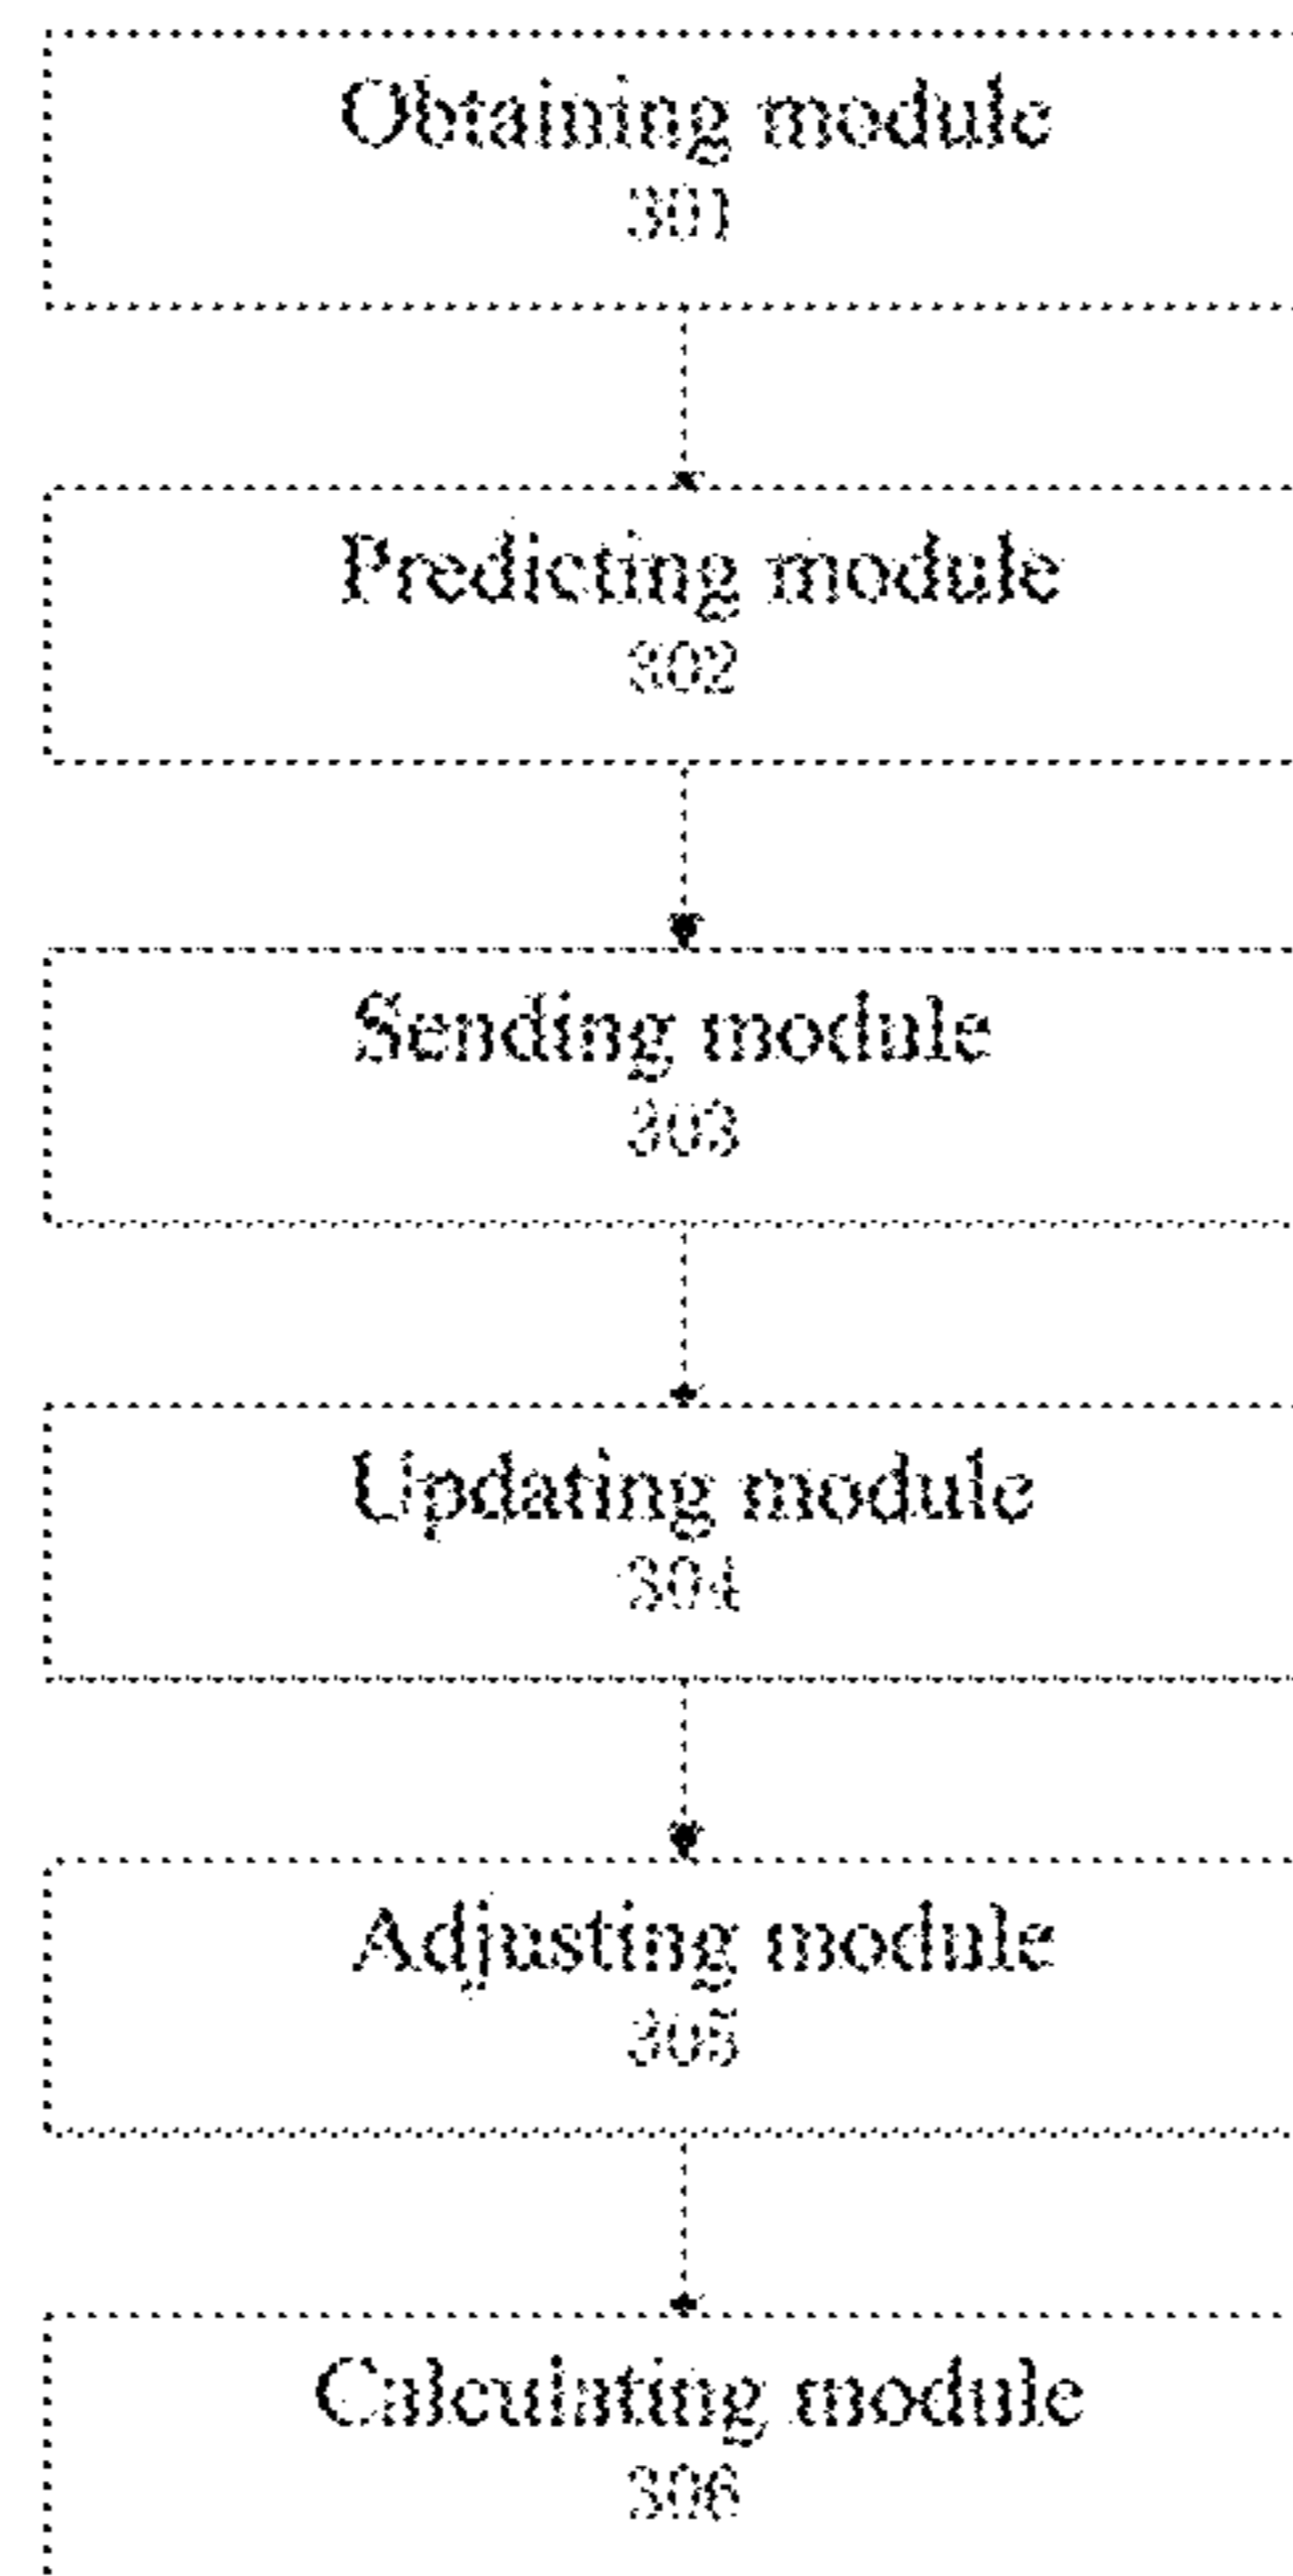 Obtaining module
301
Predicting module
302
Sending module
303
Updating module
304
Adjusting module
305
Calculating module
306